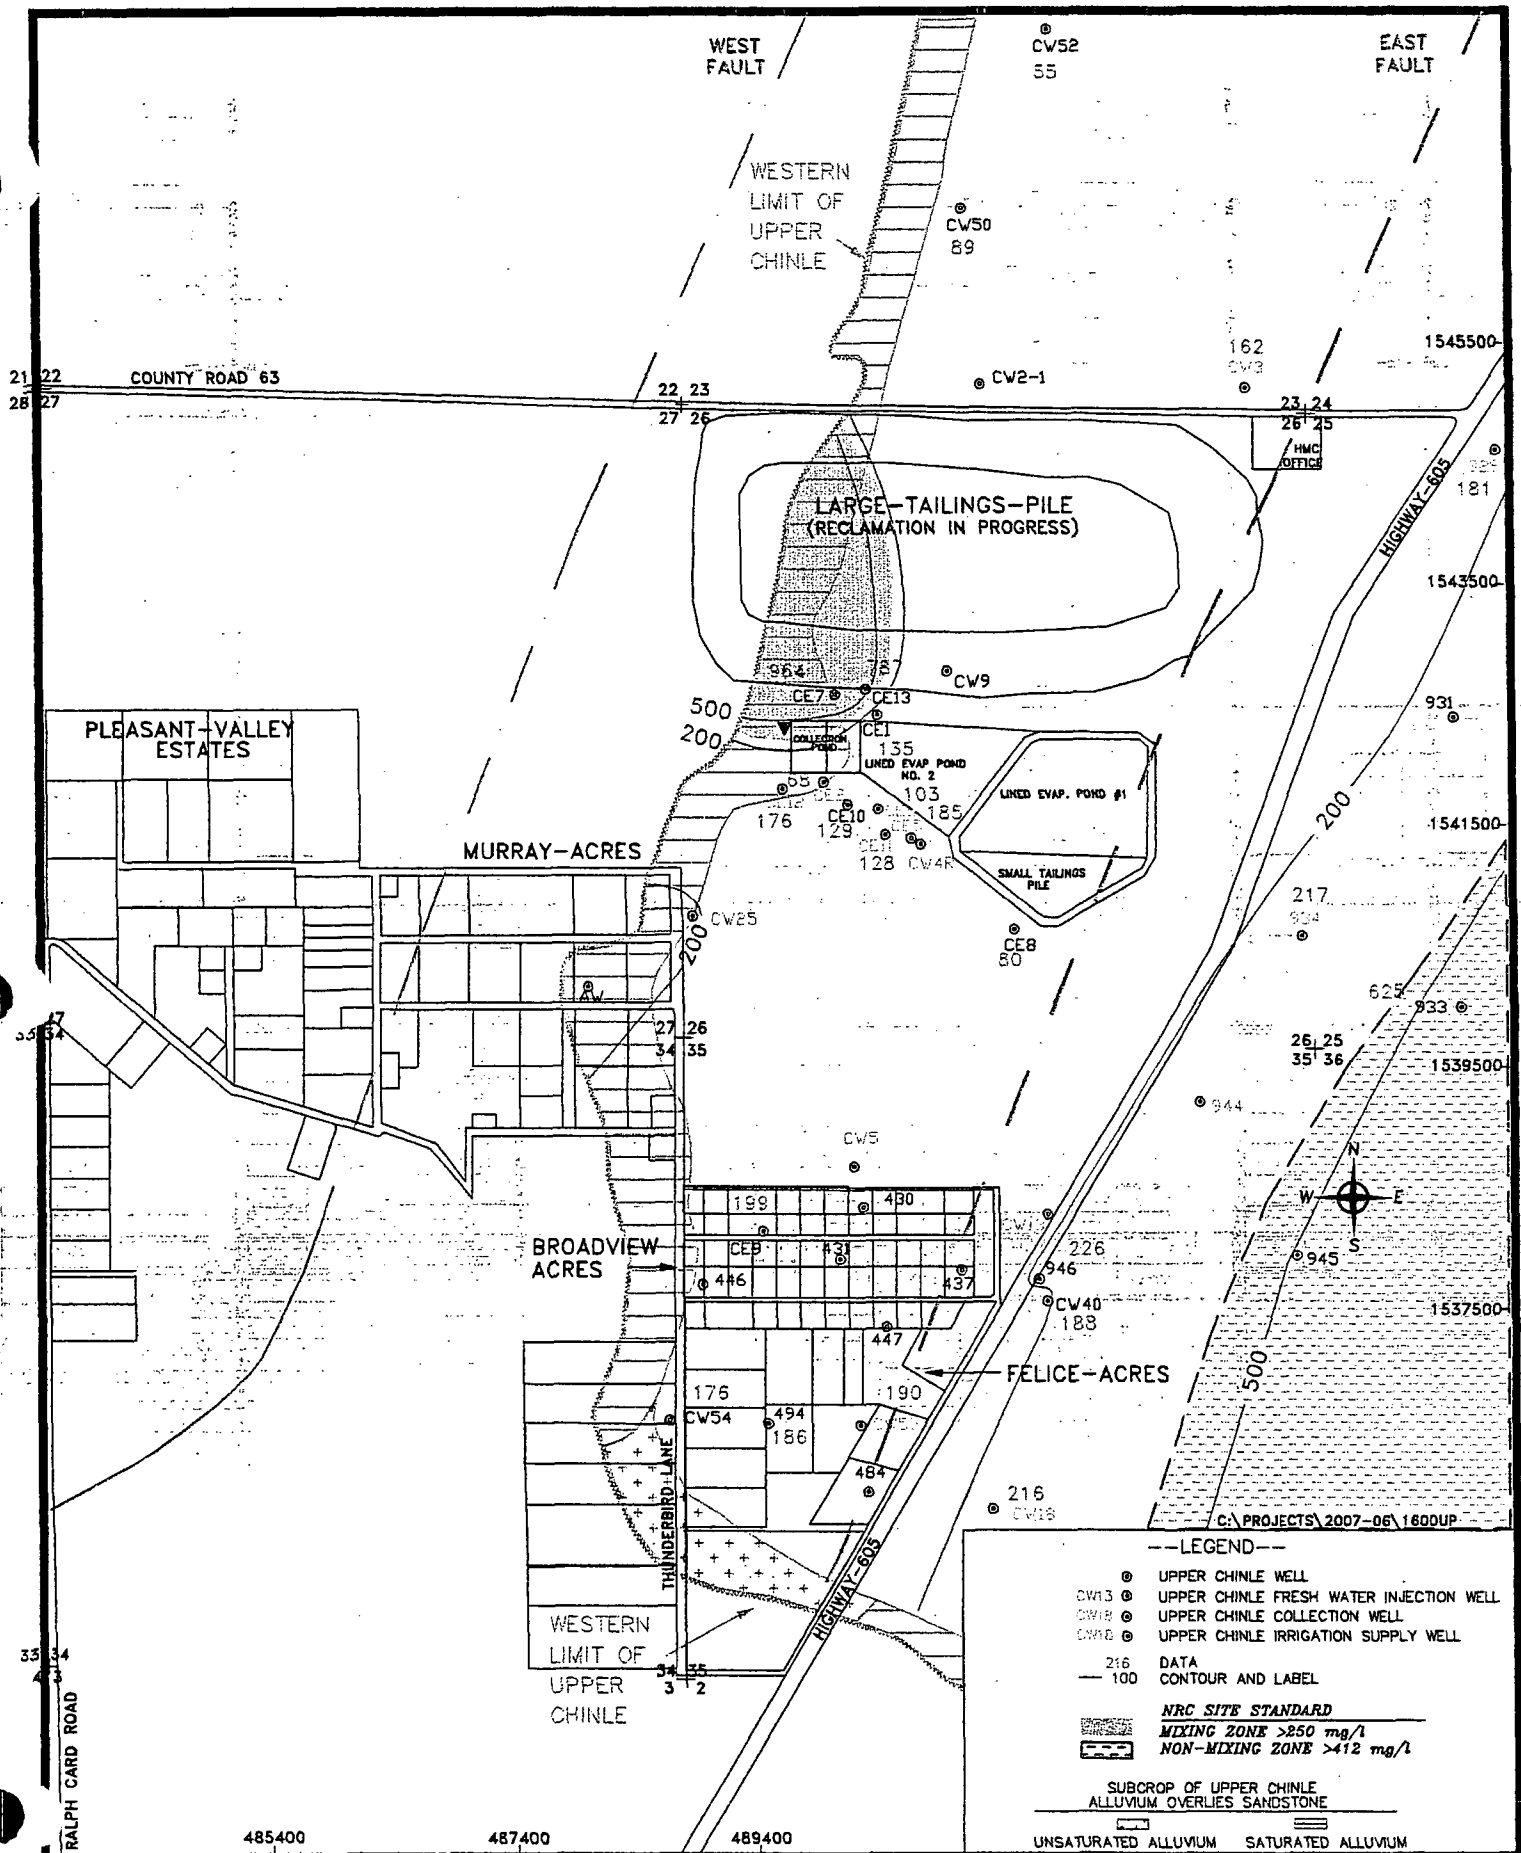 WEST
FAULT
CW52
55
EAST
FAULT
WESTERN
LIMIT OF
UPPER
CHINLE
CW50
89
1545500
162
CW3
21 22
28 27
COUNTY ROAD 63
22 23
27 26
CW2-1
23 24
26 25
HMC
OFFICE
HIGHWAY-605
181
LARGE-TAILINGS-PILE
(RECLAMATION IN PROGRESS)
1543500
964
CE7
CE13
CW9
500
200
CE1
931
PLEASANT-VALLEY
ESTATES
COLLECTION
POND
135
LINED EVAP POND
NO. 2
68
103
185
LINED EVAP. POND #1
200
176
CE10
129
1541500
128
CW4R
MURRAY-ACRES
SMALL TAILINGS
PILE
CW25
200
217
934
CE8
80
AW
625
933
33 34
27 26
34 35
26 25
35 36
1539500
944
CW5
N
W E
S
199
430
BROADVIEW
ACRES
CE9
431
226
446
437
946
945
CW40
188
1537500
447
FELICE-ACRES
500
176
190
CW54
494
186
484
THUNDERBIRD LANE
216
CW18
C:\PROJECTS\2007-06\1600UP
HIGHWAY-605
WESTERN
LIMIT OF
UPPER
CHINLE
33 34
4 3
34 35
3 2
RALPH CARD ROAD
485400
487400
489400
--LEGEND--
UPPER CHINLE WELL
CW13 UPPER CHINLE FRESH WATER INJECTION WELL
CW18 UPPER CHINLE COLLECTION WELL
CW18 UPPER CHINLE IRRIGATION SUPPLY WELL
216 DATA
100 CONTOUR AND LABEL
NRC SITE STANDARD
MIXING ZONE >250 mg/l
NON-MIXING ZONE >412 mg/l
SUBCROP OF UPPER CHINLE
ALLUVIUM OVERLIES SANDSTONE
UNSATURATED ALLUVIUM SATURATED ALLUVIUM